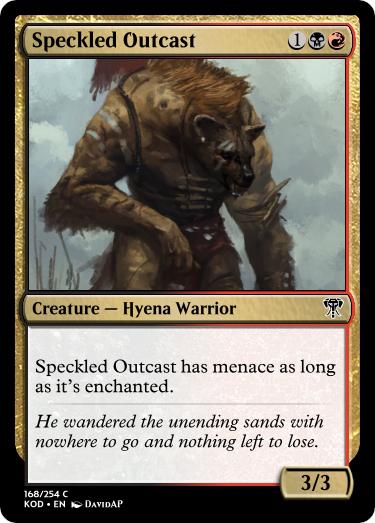 Speckled Outcast 1
Creature — Hyena Warrior
Speckled Outcast has menace as long
as it's enchanted.
He wandered the unending sands with
nowhere to go and nothing left to lose.
3/3
168/254 C
KOD • EN DavidAP